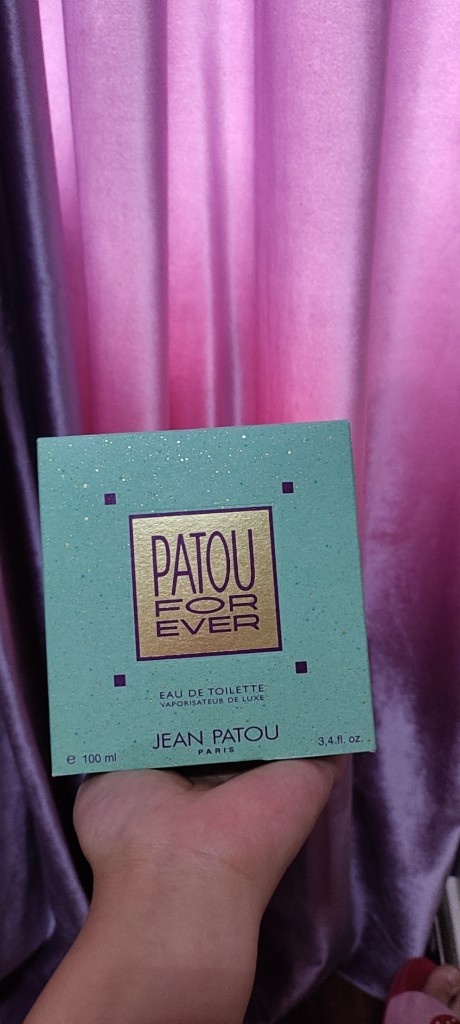 PATOU
FOR
EVER
EAU DE TOILETTE
VAPORISATEUR DE LUXE
JEAN PATOU
PARIS
℮ 100 ml
3,4.fl. oz.